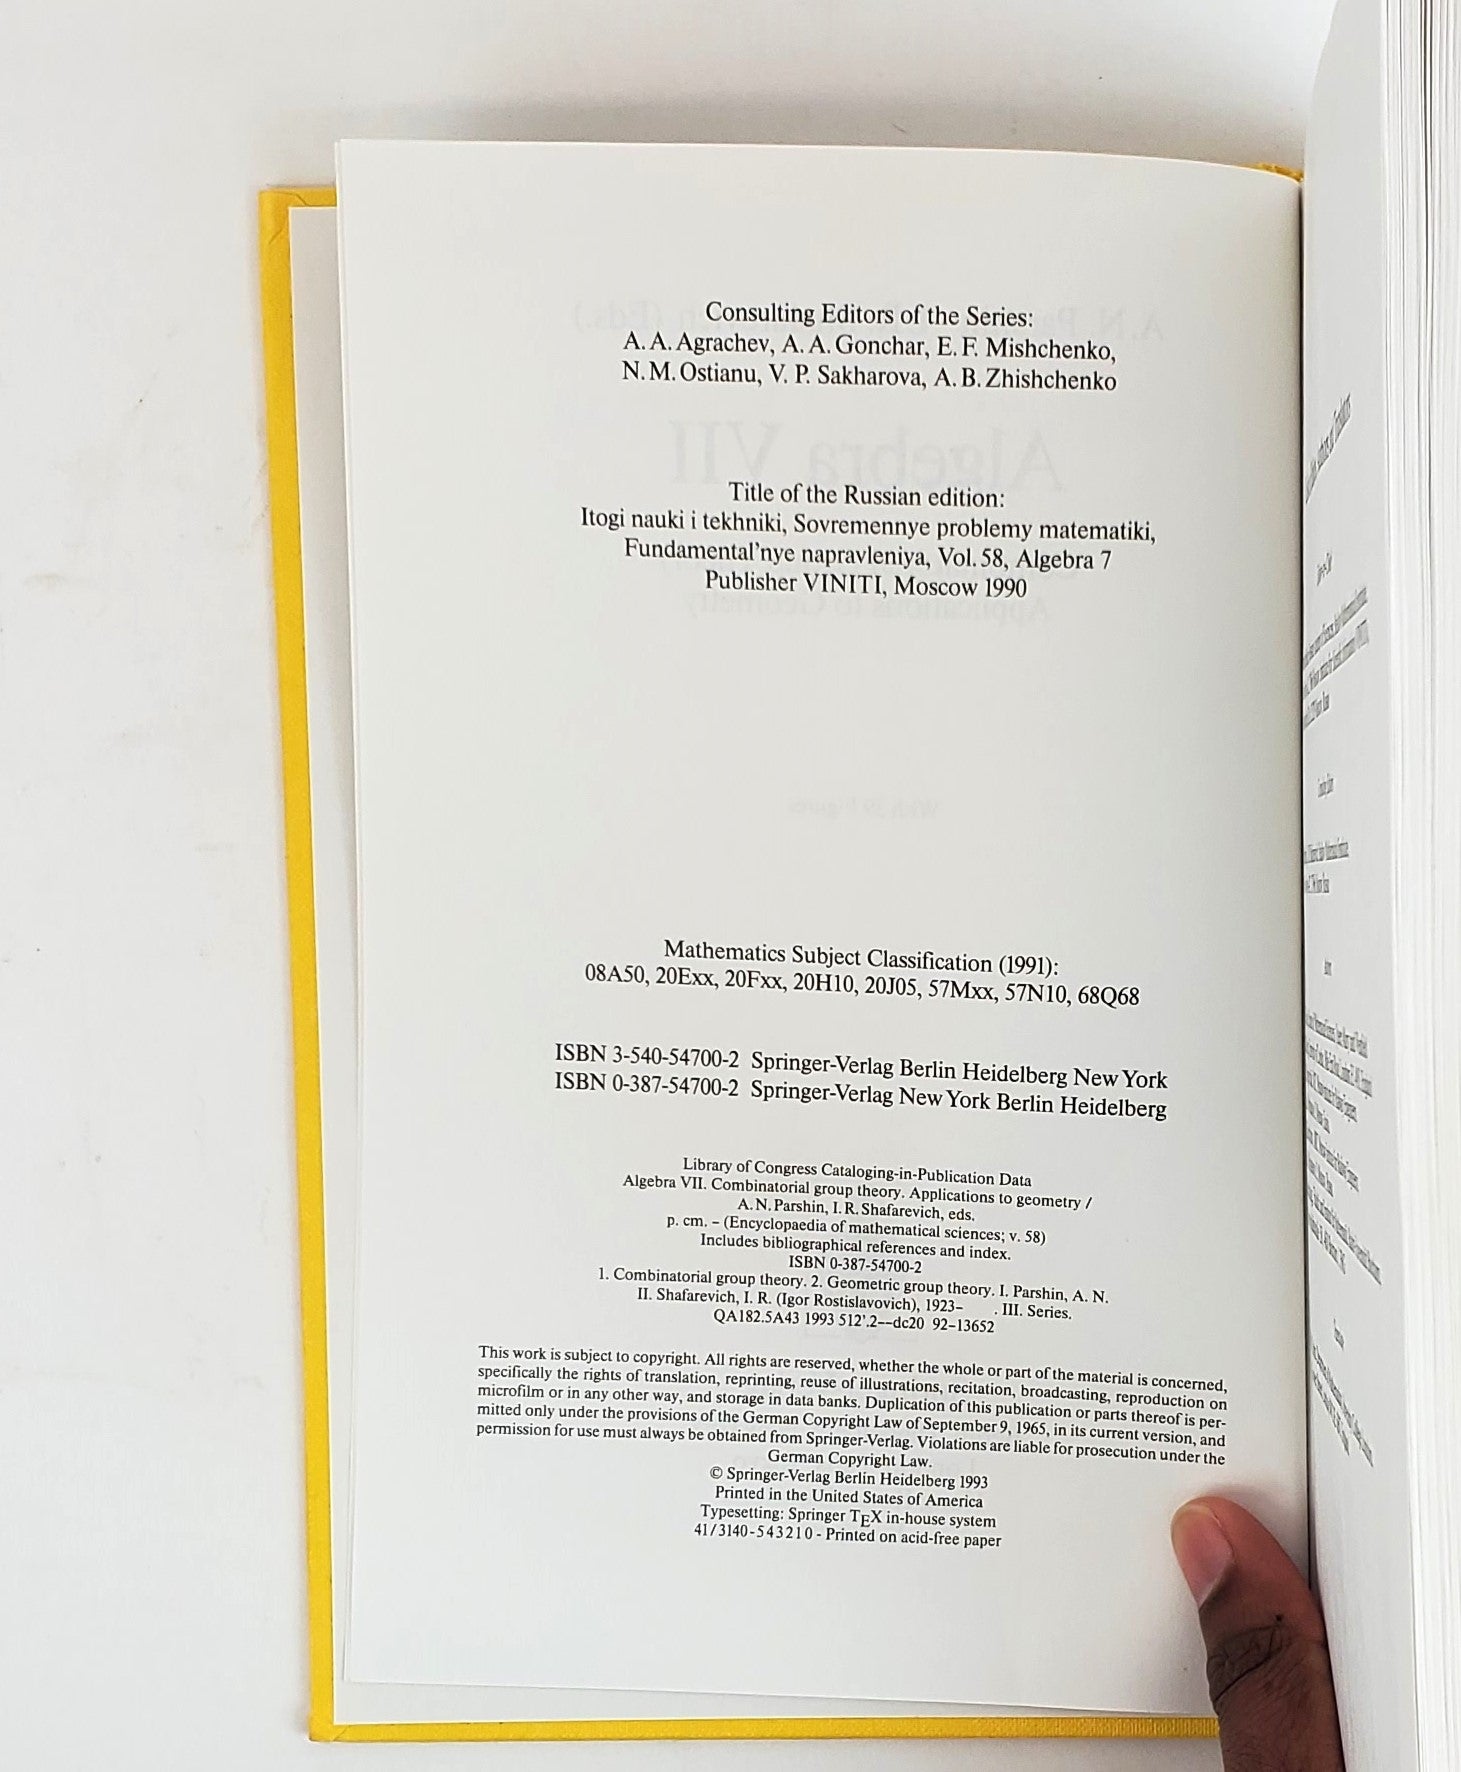 Consulting Editors of the Series:
A. A. Agrachev, A. A. Gonchar, E. F. Mishchenko,
N. M. Ostianu, V. P. Sakharova, A. B. Zhishchenko
Algebra VII
Title of the Russian edition:
Itogi nauki i tekhniki, Sovremennye problemy matematiki,
Fundamental'nye napravleniya, Vol. 58, Algebra 7
Publisher VINITI, Moscow 1990
Applications to Geometry
Mathematics Subject Classification (1991):
08A50, 20Exx, 20Fxx, 20H10, 20J05, 57Mxx, 57N10, 68Q68
ISBN 3-540-54700-2 Springer-Verlag Berlin Heidelberg New York
ISBN 0-387-54700-2 Springer-Verlag New York Berlin Heidelberg
Library of Congress Cataloging-in-Publication Data
Algebra VII. Combinatorial group theory. Applications to geometry /
A. N. Parshin, I. R. Shafarevich, eds.
p. cm. – (Encyclopaedia of mathematical sciences; v. 58)
Includes bibliographical references and index.
ISBN 0-387-54700-2
1. Combinatorial group theory. 2. Geometric group theory. I. Parshin, A. N.
II. Shafarevich, I. R. (Igor Rostislavovich), 1923– . III. Series.
QA182.5A43 1993 512'.2––dc20 92–13652
This work is subject to copyright. All rights are reserved, whether the whole or part of the material is concerned,
specifically the rights of translation, reprinting, reuse of illustrations, recitation, broadcasting, reproduction on
microfilm or in any other way, and storage in data banks. Duplication of this publication or parts thereof is per-
mitted only under the provisions of the German Copyright Law of September 9, 1965, in its current version, and
permission for use must always be obtained from Springer-Verlag. Violations are liable for prosecution under the
German Copyright Law.
© Springer-Verlag Berlin Heidelberg 1993
Printed in the United States of America
Typesetting: Springer TEX in-house system
41/3140 - 5 4 3 2 1 0 - Printed on acid-free paper